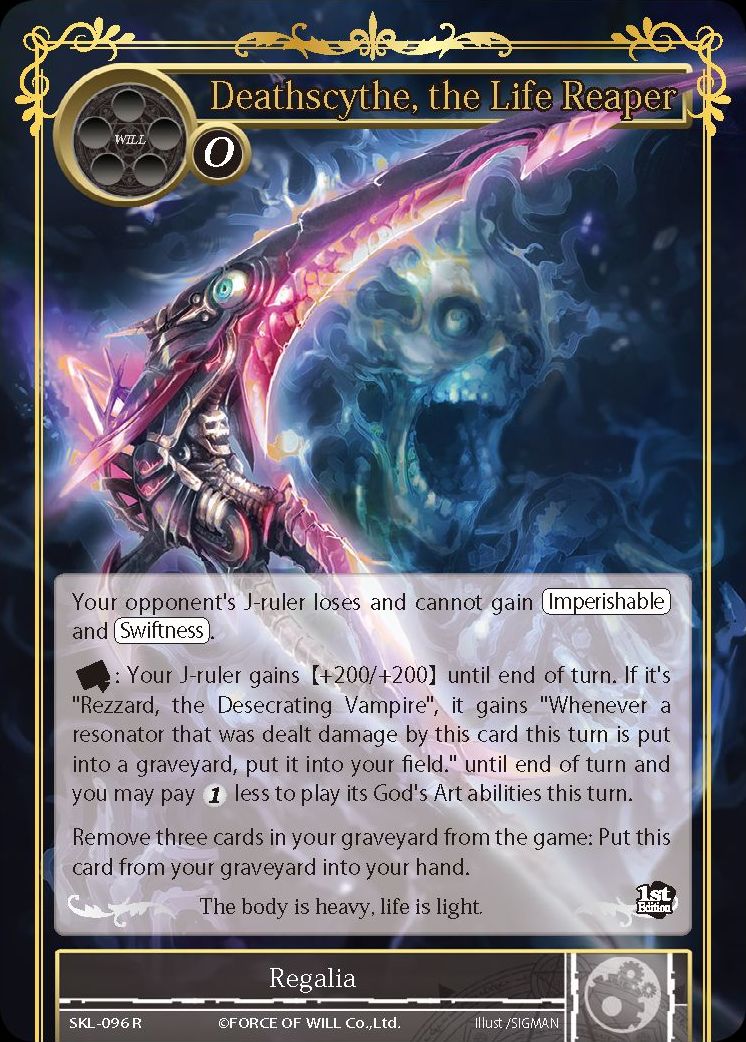 Deathscythe, the Life Reaper
WILL
0
Your opponent's J-ruler loses and cannot gain Imperishable
and Swiftness.
: Your J-ruler gains 【+200/+200】 until end of turn. If it's
"Rezzard, the Desecrating Vampire", it gains "Whenever a
resonator that was dealt damage by this card this turn is put
into a graveyard, put it into your field." until end of turn and
you may pay 1 less to play its God's Art abilities this turn.
Remove three cards in your graveyard from the game: Put this
card from your graveyard into your hand.
The body is heavy, life is light.
1st
Edition
Regalia
SKL-096 R ©FORCE OF WILL Co.,Ltd. Illust /SIGMAN